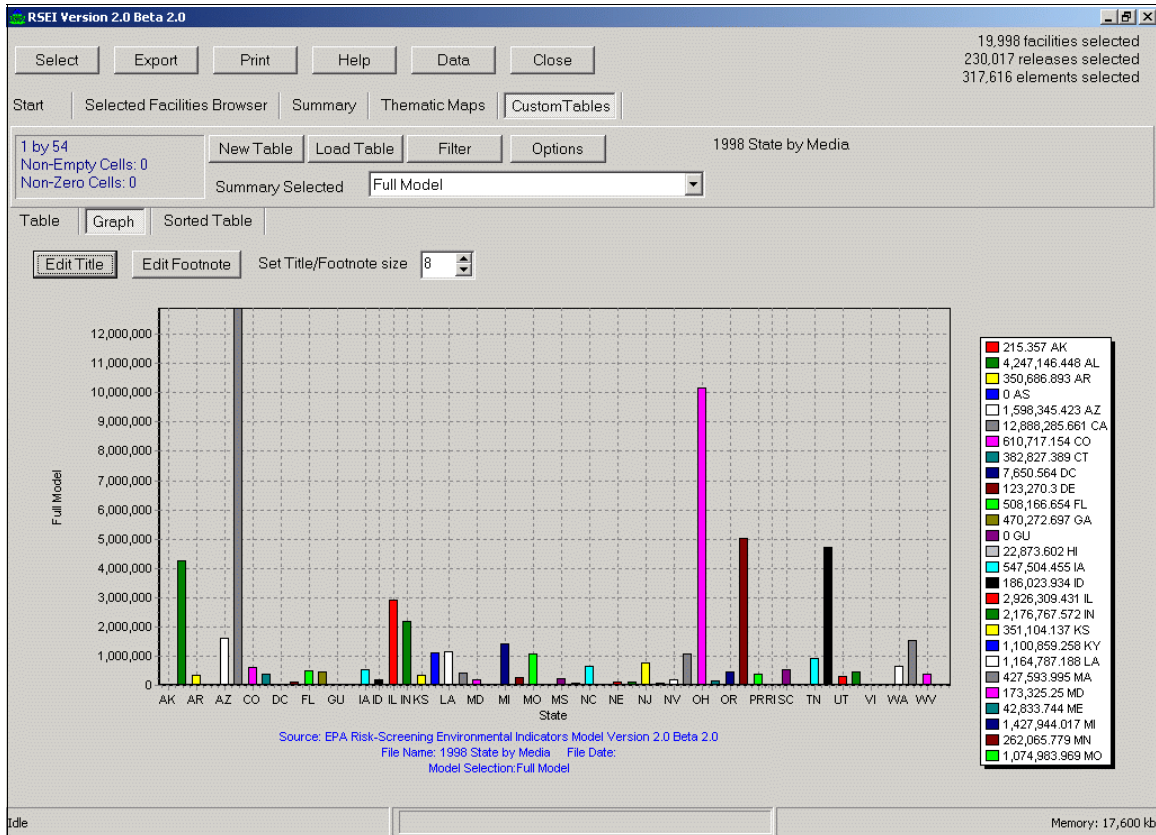 RSEI Version 2.0 Beta 2.0
Select Export Print Help Data Close
19,998 facilities selected
230,017 releases selected
317,616 elements selected
Start Selected Facilities Browser Summary Thematic Maps CustomTables
1 by 54
Non-Empty Cells: 0
Non-Zero Cells: 0
New Table Load Table Filter Options
1998 State by Media
Summary Selected Full Model
Table Graph Sorted Table
Edit Title Edit Footnote Set Title/Footnote size 8
Full Model
12,000,000
11,000,000
10,000,000
9,000,000
8,000,000
7,000,000
6,000,000
5,000,000
4,000,000
3,000,000
2,000,000
1,000,000
0
AK AR AZ CO DC FL GU IA ID IL IN KS LA MD MI MO MS NC NE NJ NV OH OR PR RI SC TN UT VI WA WV
State
Source: EPA Risk-Screening Environmental Indicators Model Version 2.0 Beta 2.0
File Name: 1998 State by Media File Date:
Model Selection:Full Model
215.357 AK
4,247,146.448 AL
350,686.893 AR
0 AS
1,598,345.423 AZ
12,888,285.661 CA
610,717.154 CO
382,827.389 CT
7,650.564 DC
123,270.3 DE
508,166.654 FL
470,272.697 GA
0 GU
22,873.602 HI
547,504.455 IA
186,023.934 ID
2,926,309.431 IL
2,176,767.572 IN
351,104.137 KS
1,100,859.258 KY
1,164,787.188 LA
427,593.995 MA
173,325.25 MD
42,833.744 ME
1,427,944.017 MI
262,065.779 MN
1,074,983.969 MO
Idle
Memory: 17,600 kb